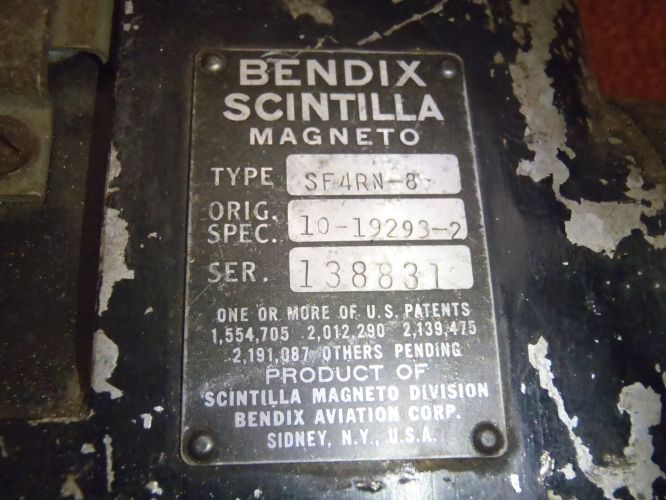 BENDIX
SCINTILLA
MAGNETO
TYPE SF4RN-8
ORIG. SPEC. 10-19293-2
SER. 138831
ONE OR MORE OF U.S. PATENTS
1,554,705 2,012,290 2,139,475
2,191,087 OTHERS PENDING
PRODUCT OF
SCINTILLA MAGNETO DIVISION
BENDIX AVIATION CORP.
SIDNEY, N.Y., U.S.A.